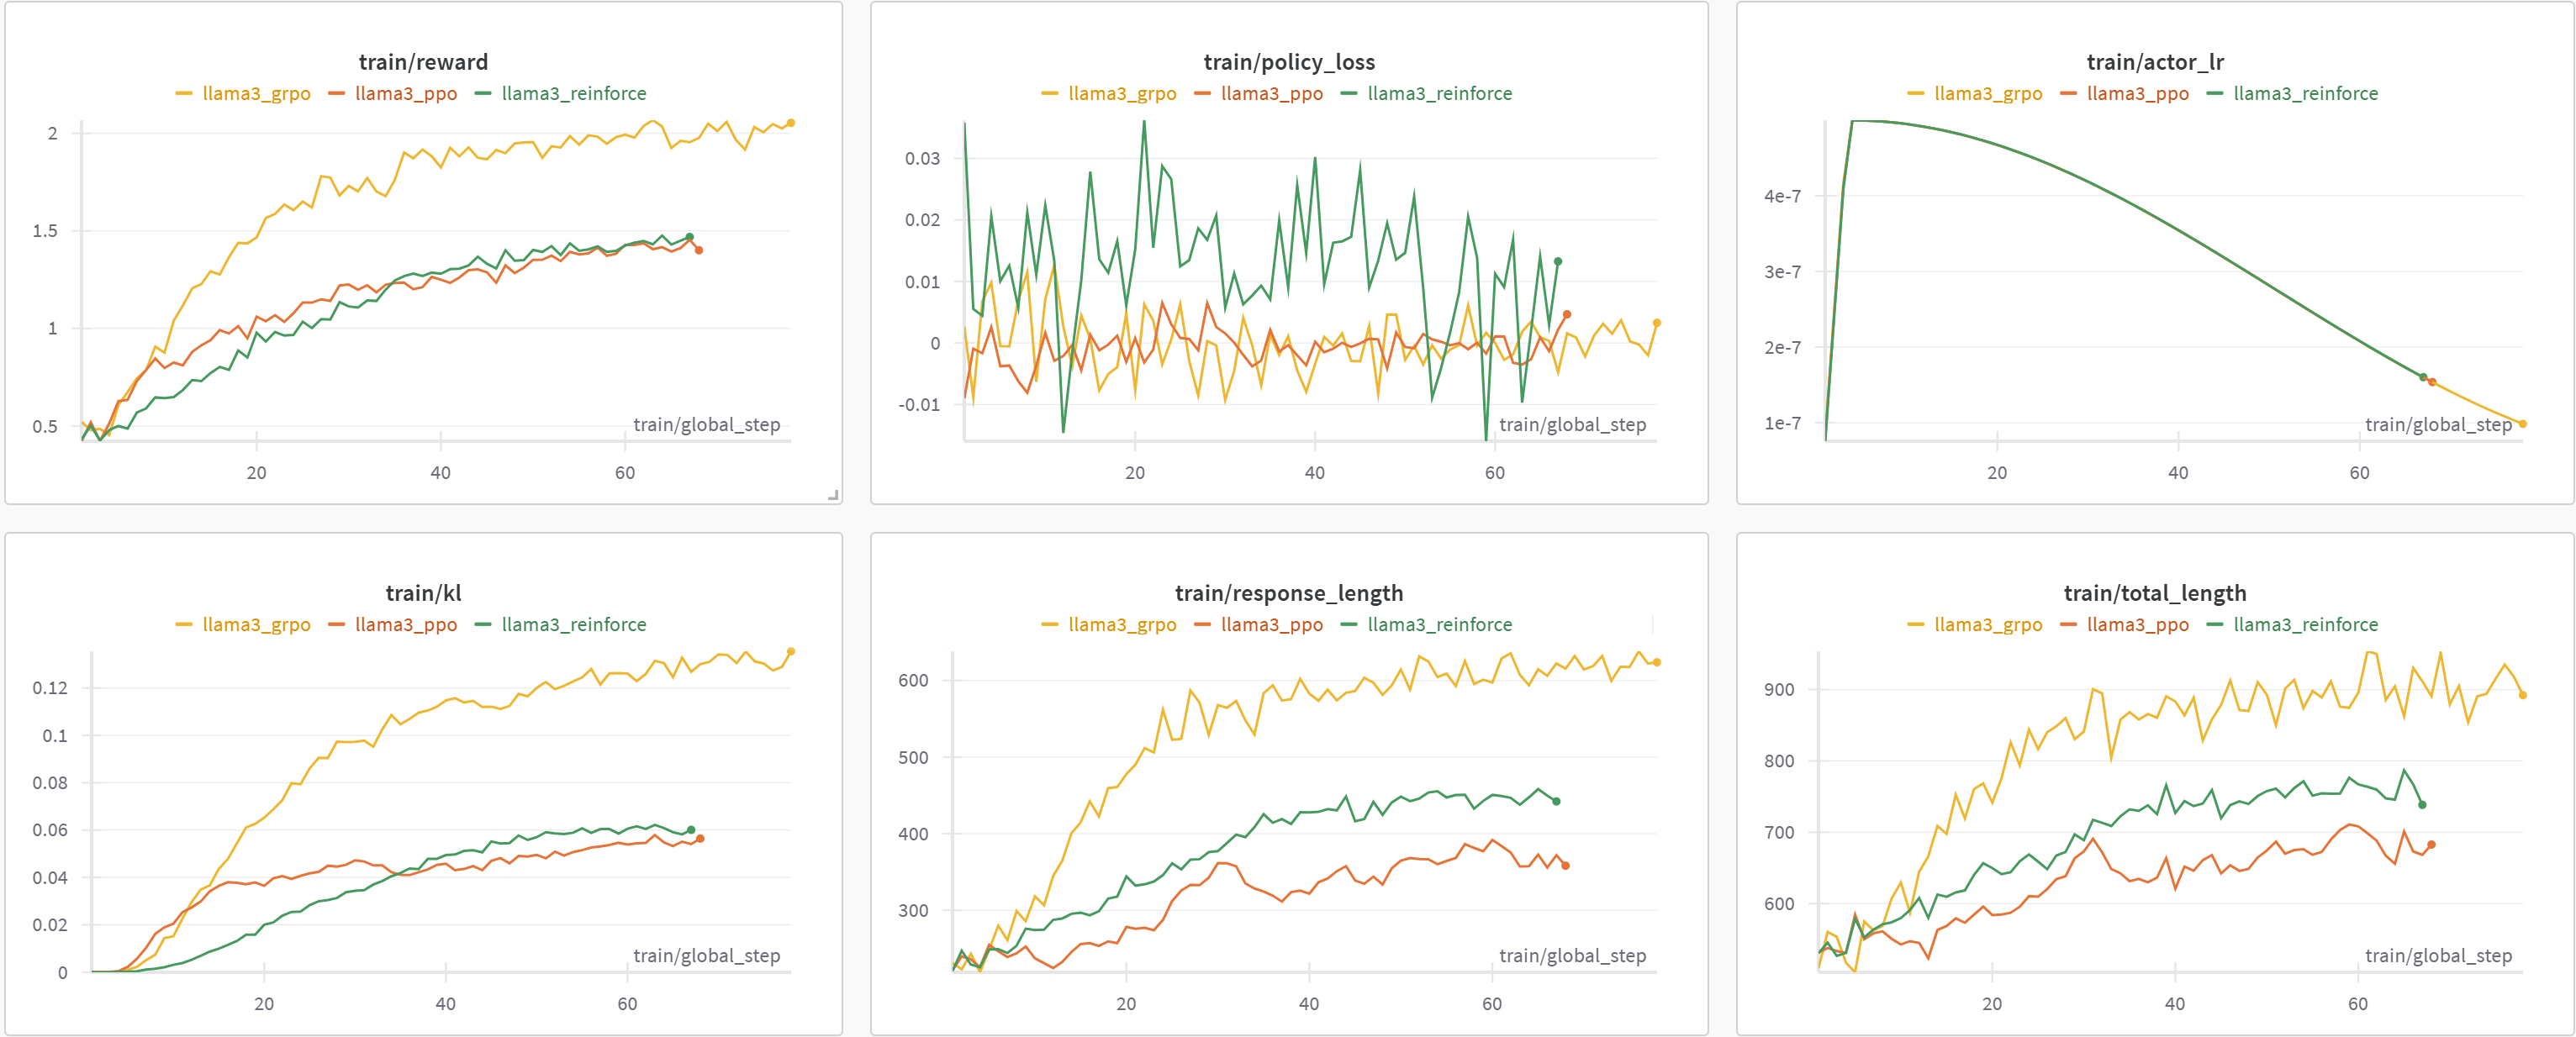 train/reward
llama3_grpo llama3_ppo llama3_reinforce
2
1.5
1
0.5
train/global_step
20 40 60
train/policy_loss
llama3_grpo llama3_ppo llama3_reinforce
0.03
0.02
0.01
0
-0.01
train/global_step
20 40 60
train/actor_lr
llama3_grpo llama3_ppo llama3_reinforce
4e-7
3e-7
2e-7
1e-7
train/global_step
20 40 60
train/kl
llama3_grpo llama3_ppo llama3_reinforce
0.12
0.1
0.08
0.06
0.04
0.02
0
train/global_step
20 40 60
train/response_length
llama3_grpo llama3_ppo llama3_reinforce
600
500
400
300
train/global_step
20 40 60
train/total_length
llama3_grpo llama3_ppo llama3_reinforce
900
800
700
600
train/global_step
20 40 60